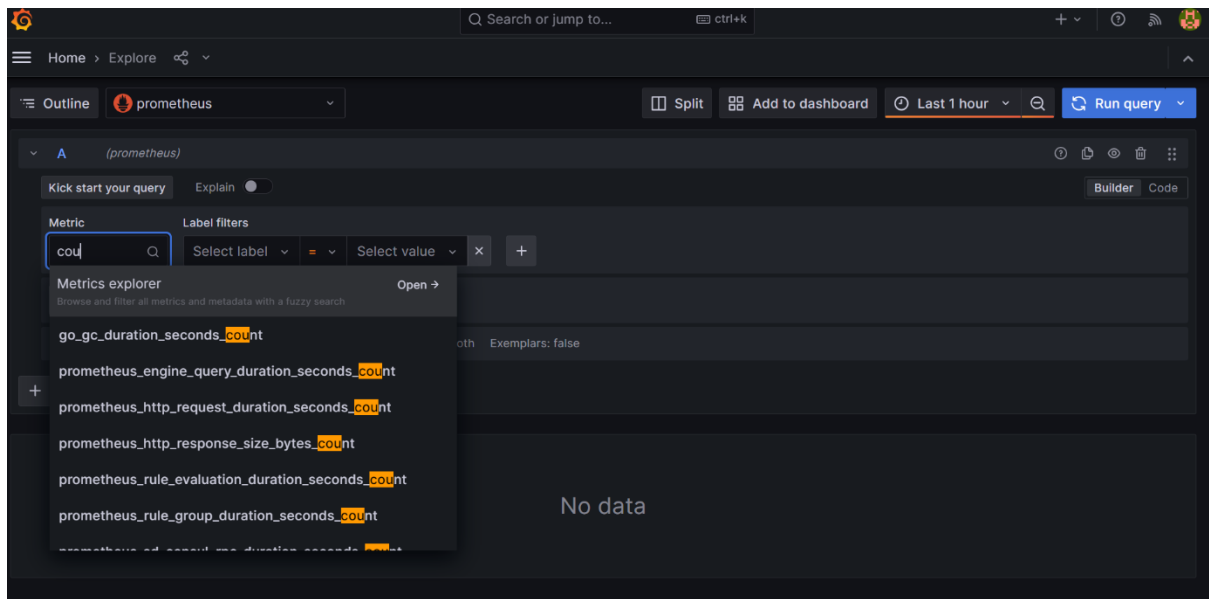 Search or jump to... ctrl+k
Home › Explore
Outline prometheus Split Add to dashboard Last 1 hour Run query
A (prometheus)
Kick start your query Explain Builder Code
Metric Label filters
cou Select label = Select value × +
Metrics explorer Open →
Browse and filter all metrics and metadata with a fuzzy search
go_gc_duration_seconds_count
oth Exemplars: false
prometheus_engine_query_duration_seconds_count
+
prometheus_http_request_duration_seconds_count
prometheus_http_response_size_bytes_count
prometheus_rule_evaluation_duration_seconds_count
No data
prometheus_rule_group_duration_seconds_count